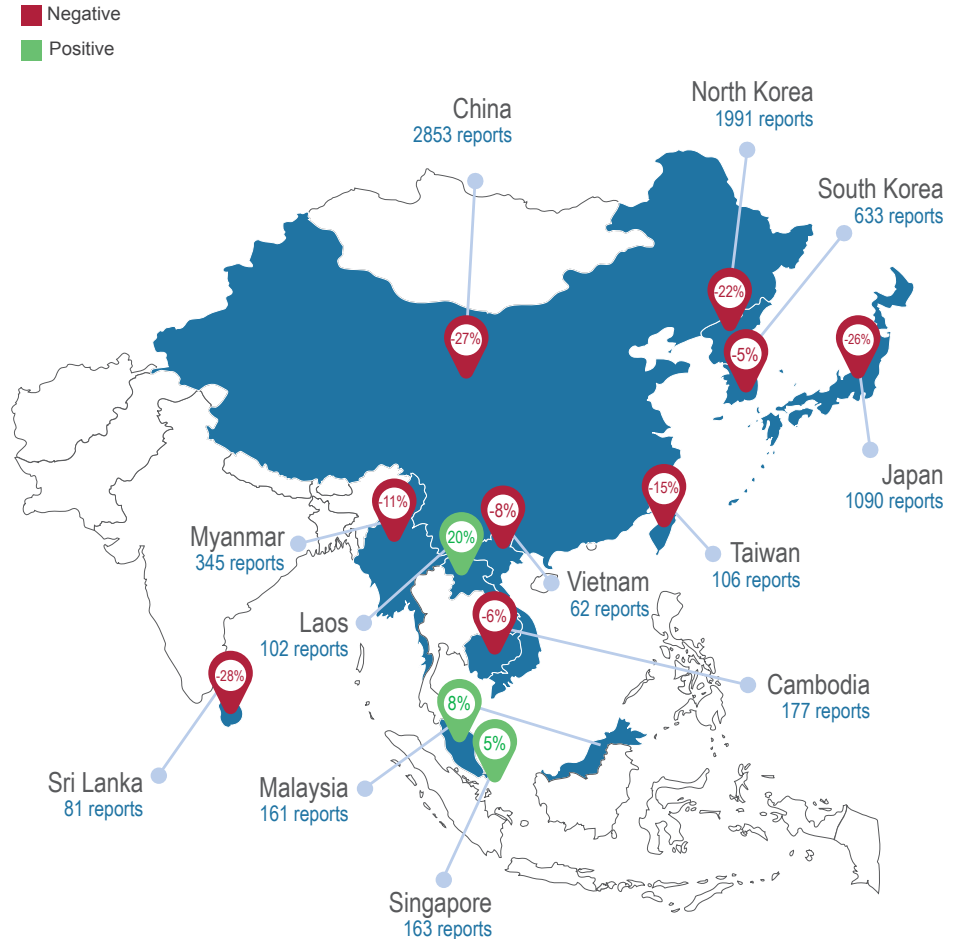 Negative
Positive
China
2853 reports
North Korea
1991 reports
South Korea
633 reports
-22%
-27%
-5%
-26%
Japan
1090 reports
-11%
-8%
-15%
20%
Myanmar
345 reports
Taiwan
106 reports
Vietnam
62 reports
Laos
102 reports
-6%
-28%
Cambodia
177 reports
8%
5%
Sri Lanka
81 reports
Malaysia
161 reports
Singapore
163 reports